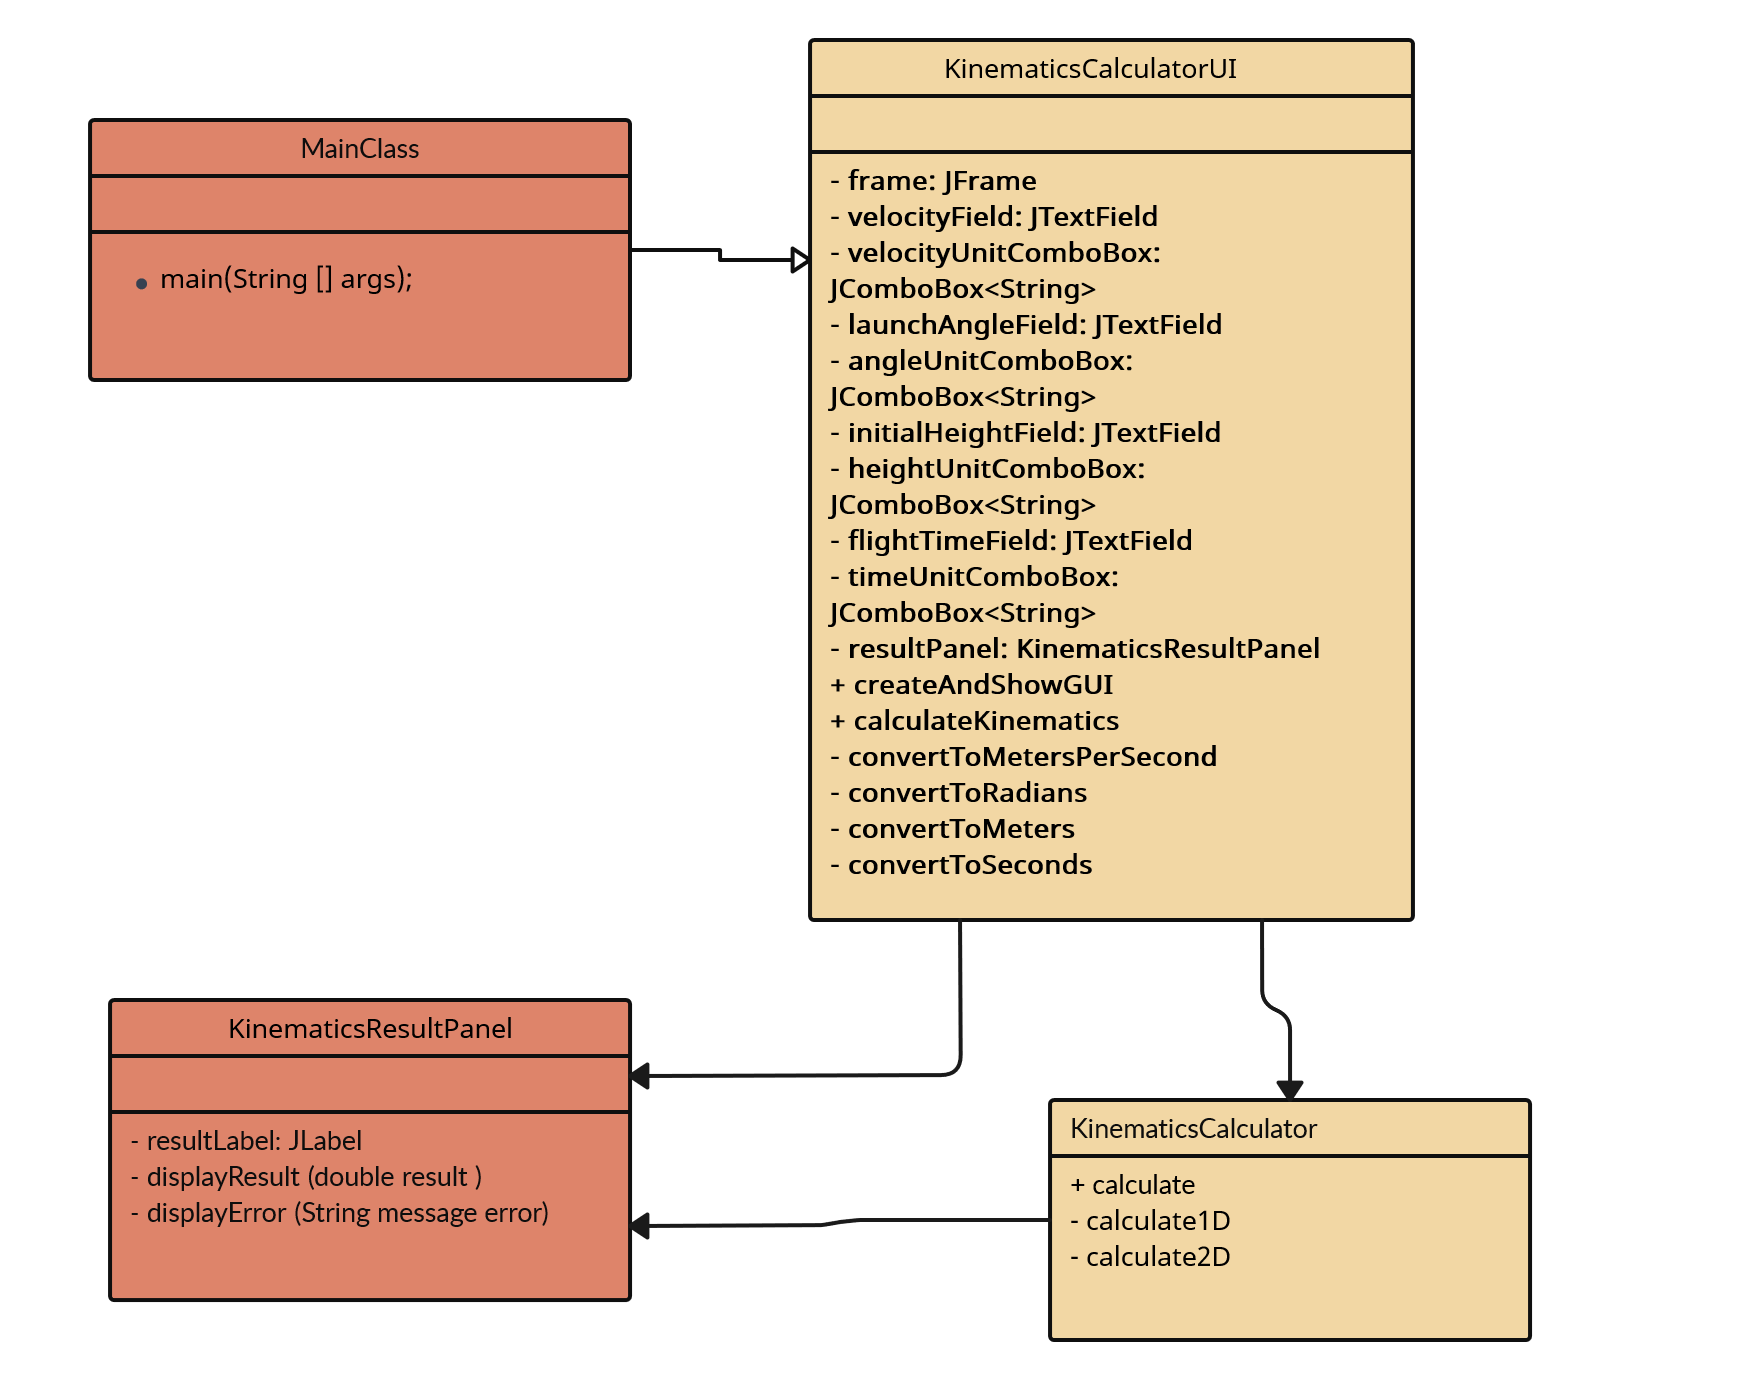 MainClass
• main(String [] args);
KinematicsCalculatorUI
- frame: JFrame
- velocityField: JTextField
- velocityUnitComboBox:
JComboBox<String>
- launchAngleField: JTextField
- angleUnitComboBox:
JComboBox<String>
- initialHeightField: JTextField
- heightUnitComboBox:
JComboBox<String>
- flightTimeField: JTextField
- timeUnitComboBox:
JComboBox<String>
- resultPanel: KinematicsResultPanel
+ createAndShowGUI
+ calculateKinematics
- convertToMetersPerSecond
- convertToRadians
- convertToMeters
- convertToSeconds
KinematicsResultPanel
- resultLabel: JLabel
- displayResult (double result )
- displayError (String message error)
KinematicsCalculator
+ calculate
- calculate1D
- calculate2D